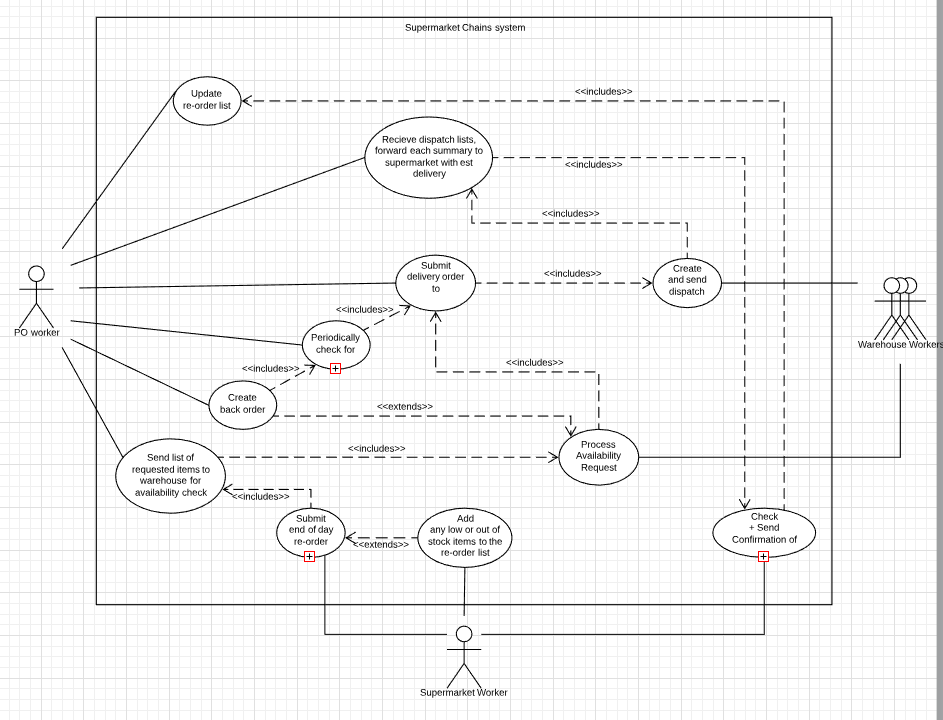 Supermarket Chains system
Update
re-order list
<<includes>>
Recieve dispatch lists,
forward each summary to
supermarket with est
delivery
<<includes>>
<<includes>>
Submit
delivery order
to
<<includes>>
Create
and send
dispatch
PO worker
Warehouse Workers
<<includes>>
Periodically
check for
<<includes>>
<<includes>>
Create
back order
<<extends>>
Send list of
requested items to
warehouse for
availability check
<<includes>>
Process
Availability
Request
<<includes>>
Submit
end of day
re-order
<<extends>>
Add
any low or out of
stock items to the
re-order list
Check
+ Send
Confirmation of
Supermarket Worker